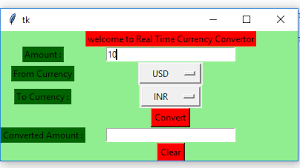 tk
welcome to Real Time Currency Convertor
Amount :
10
From Currency
USD
To Currency :
INR
Convert
Converted Amount :
Clear